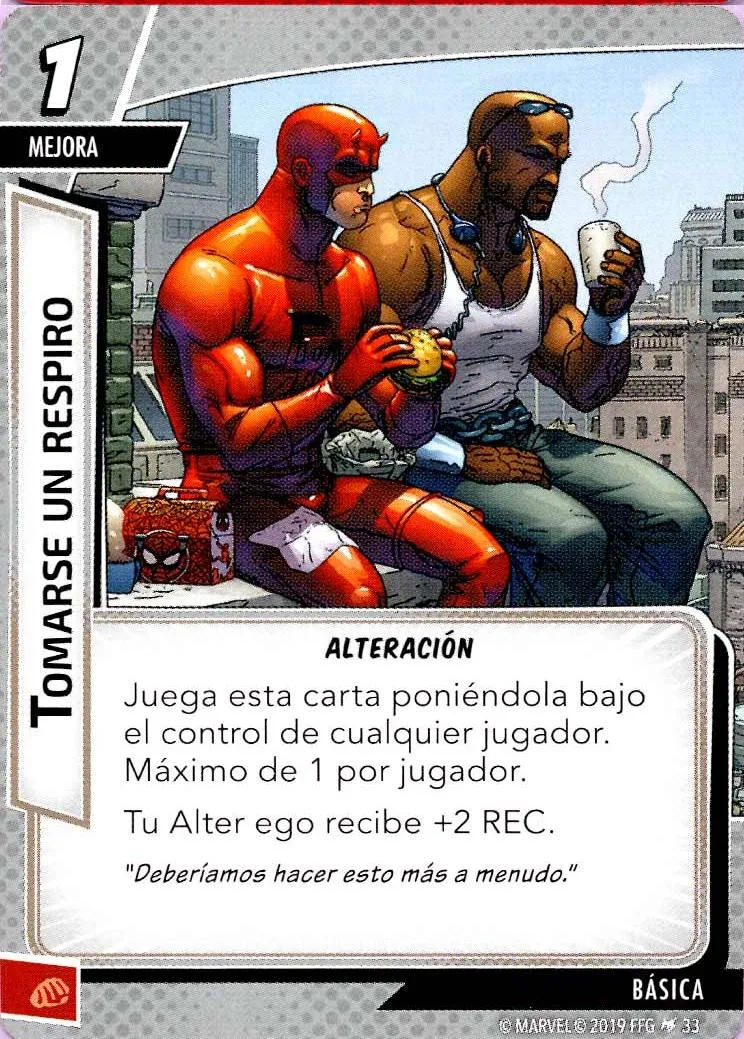 1
MEJORA
TOMARSE UN RESPIRO
ALTERACIÓN
Juega esta carta poniéndola bajo
el control de cualquier jugador.
Máximo de 1 por jugador.
Tu Alter ego recibe +2 REC.
"Deberíamos hacer esto más a menudo."
BÁSICA
© MARVEL © 2019 FFG 33